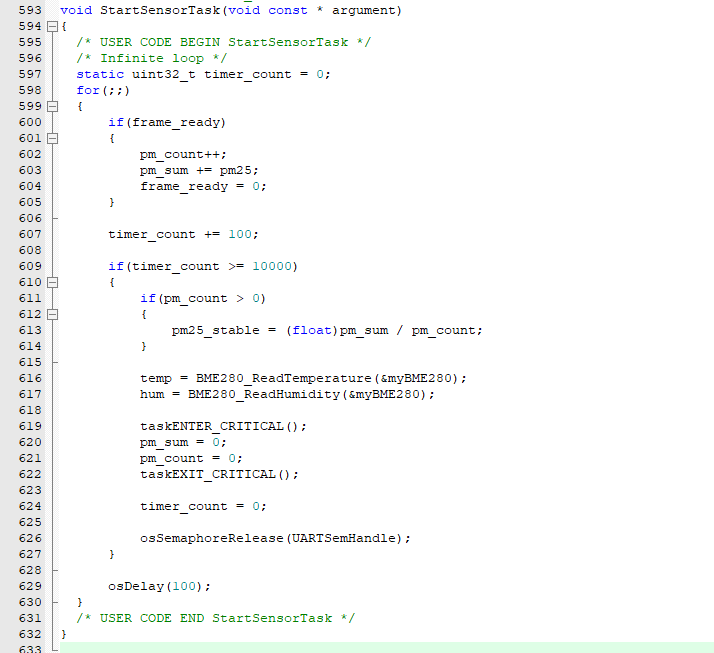 593 void StartSensorTask(void const * argument)
594 {
595 /* USER CODE BEGIN StartSensorTask */
596 /* Infinite loop */
597 static uint32_t timer_count = 0;
598 for(;;)
599 {
600 if(frame_ready)
601 {
602 pm_count++;
603 pm_sum += pm25;
604 frame_ready = 0;
605 }
606
607 timer_count += 100;
608
609 if(timer_count >= 10000)
610 {
611 if(pm_count > 0)
612 {
613 pm25_stable = (float)pm_sum / pm_count;
614 }
615
616 temp = BME280_ReadTemperature(&myBME280);
617 hum = BME280_ReadHumidity(&myBME280);
618
619 taskENTER_CRITICAL();
620 pm_sum = 0;
621 pm_count = 0;
622 taskEXIT_CRITICAL();
623
624 timer_count = 0;
625
626 osSemaphoreRelease(UARTSemHandle);
627 }
628
629 osDelay(100);
630 }
631 /* USER CODE END StartSensorTask */
632 }
633